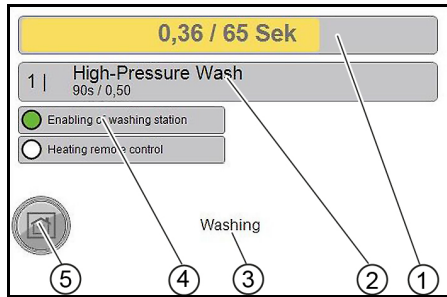 0,36 / 65 Sek
1 | High-Pressure Wash
90s / 0,50
Enabling of washing station
Heating remote control
Washing
5 4 3 2 1